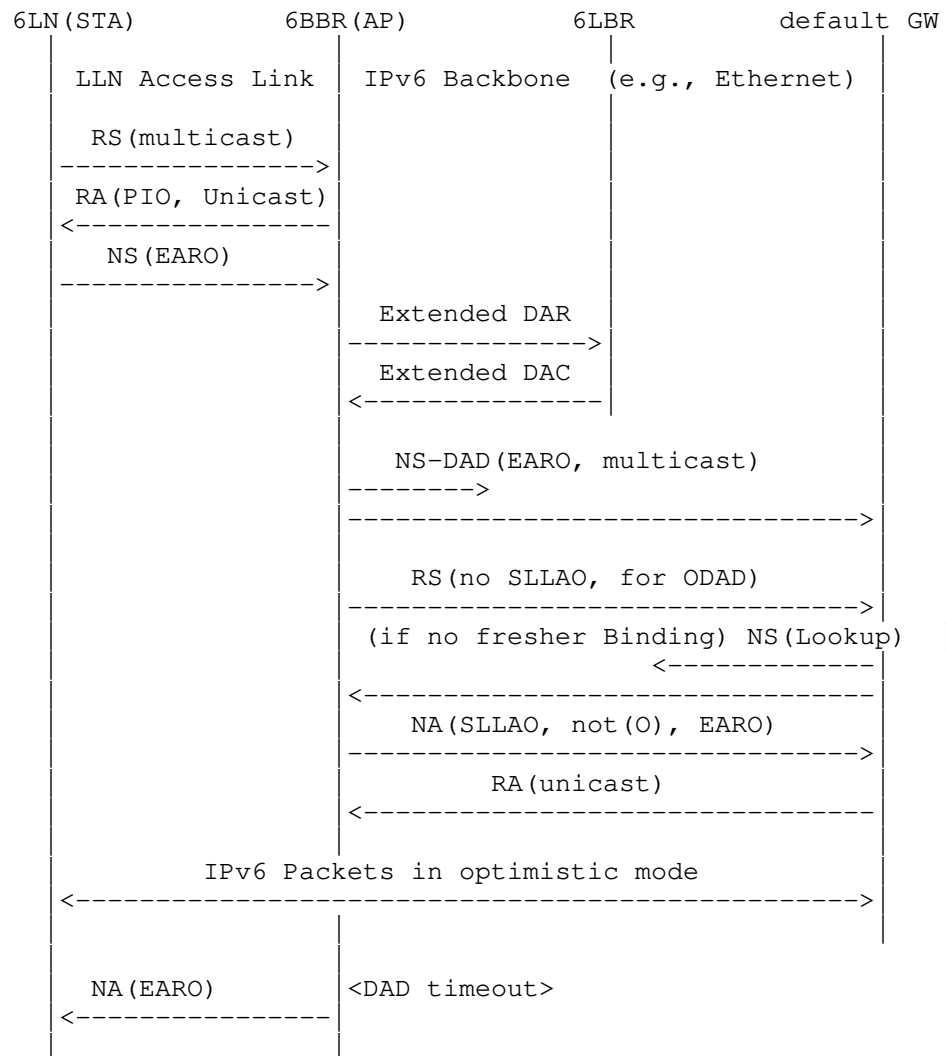 6LN(STA) 6BBR(AP) 6LBR default GW
LLN Access Link IPv6 Backbone (e.g., Ethernet)
RS(multicast)
RA(PIO, Unicast)
NS(EARO)
Extended DAR
Extended DAC
NS-DAD(EARO, multicast)
RS(no SLLAO, for ODAD)
(if no fresher Binding) NS(Lookup)
NA(SLLAO, not(O), EARO)
RA(unicast)
IPv6 Packets in optimistic mode
NA(EARO) <DAD timeout>